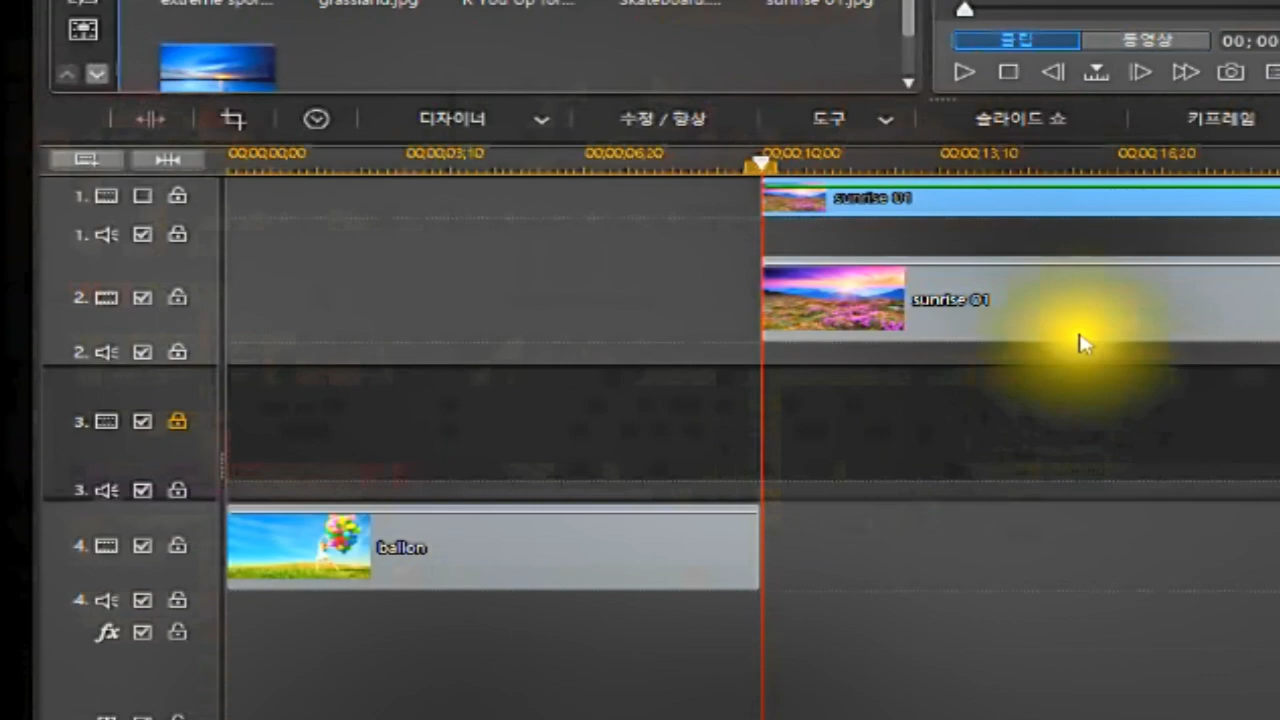 extreme spor... grassland.jpg R You Up for... Skateboard.... sunrise 01.jpg
클립 동영상 00; 00
디자이너 수정 / 향상 도구 슬라이드 쇼 키프레임
00;00;00;00 00;00;03;10 00;00;06;20 00;00;10;00 00;00;13;10 00;00;16;20
1. sunrise 01
1.
2. sunrise 01
2.
3.
3.
4. ballon
4.
fx